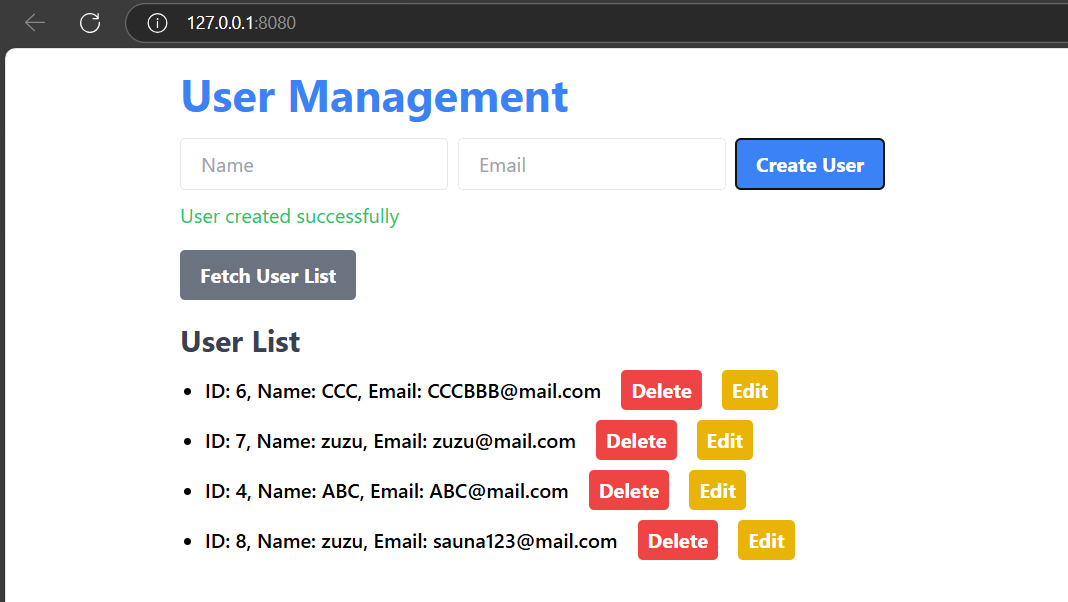 127.0.0.1:8080
User Management
Name Email Create User
User created successfully
Fetch User List
User List
ID: 6, Name: CCC, Email: CCCBBB@mail.com Delete Edit
ID: 7, Name: zuzu, Email: zuzu@mail.com Delete Edit
ID: 4, Name: ABC, Email: ABC@mail.com Delete Edit
ID: 8, Name: zuzu, Email: sauna123@mail.com Delete Edit